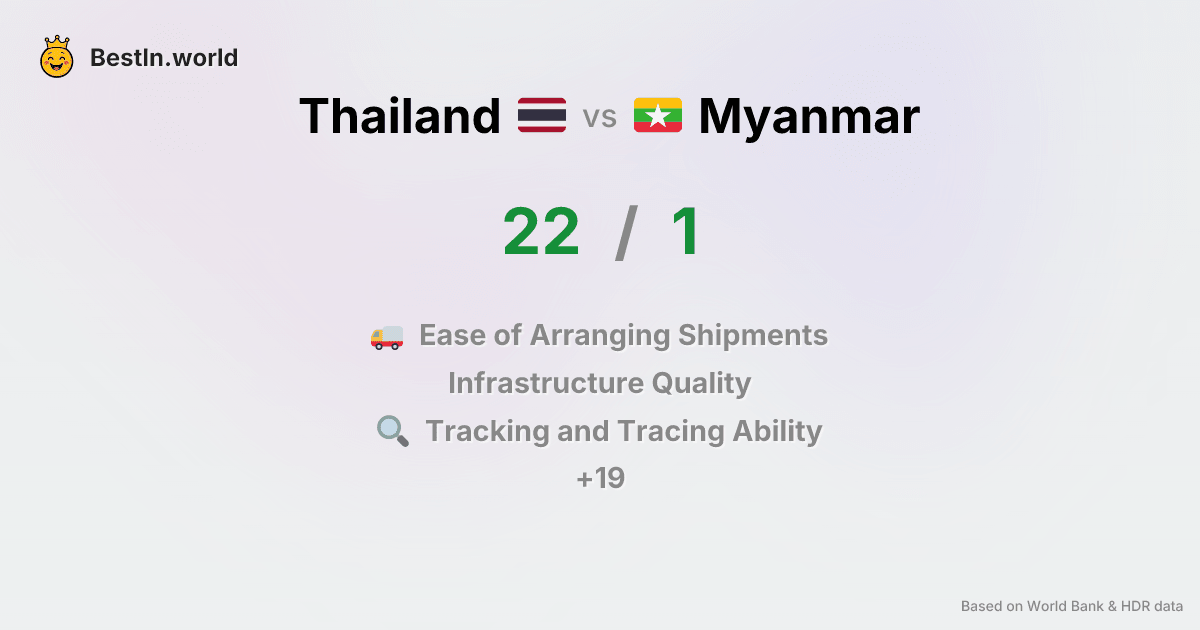 BestIn.world
Thailand vs Myanmar
22 / 1
Ease of Arranging Shipments
Infrastructure Quality
Tracking and Tracing Ability
+19
Based on World Bank & HDR data